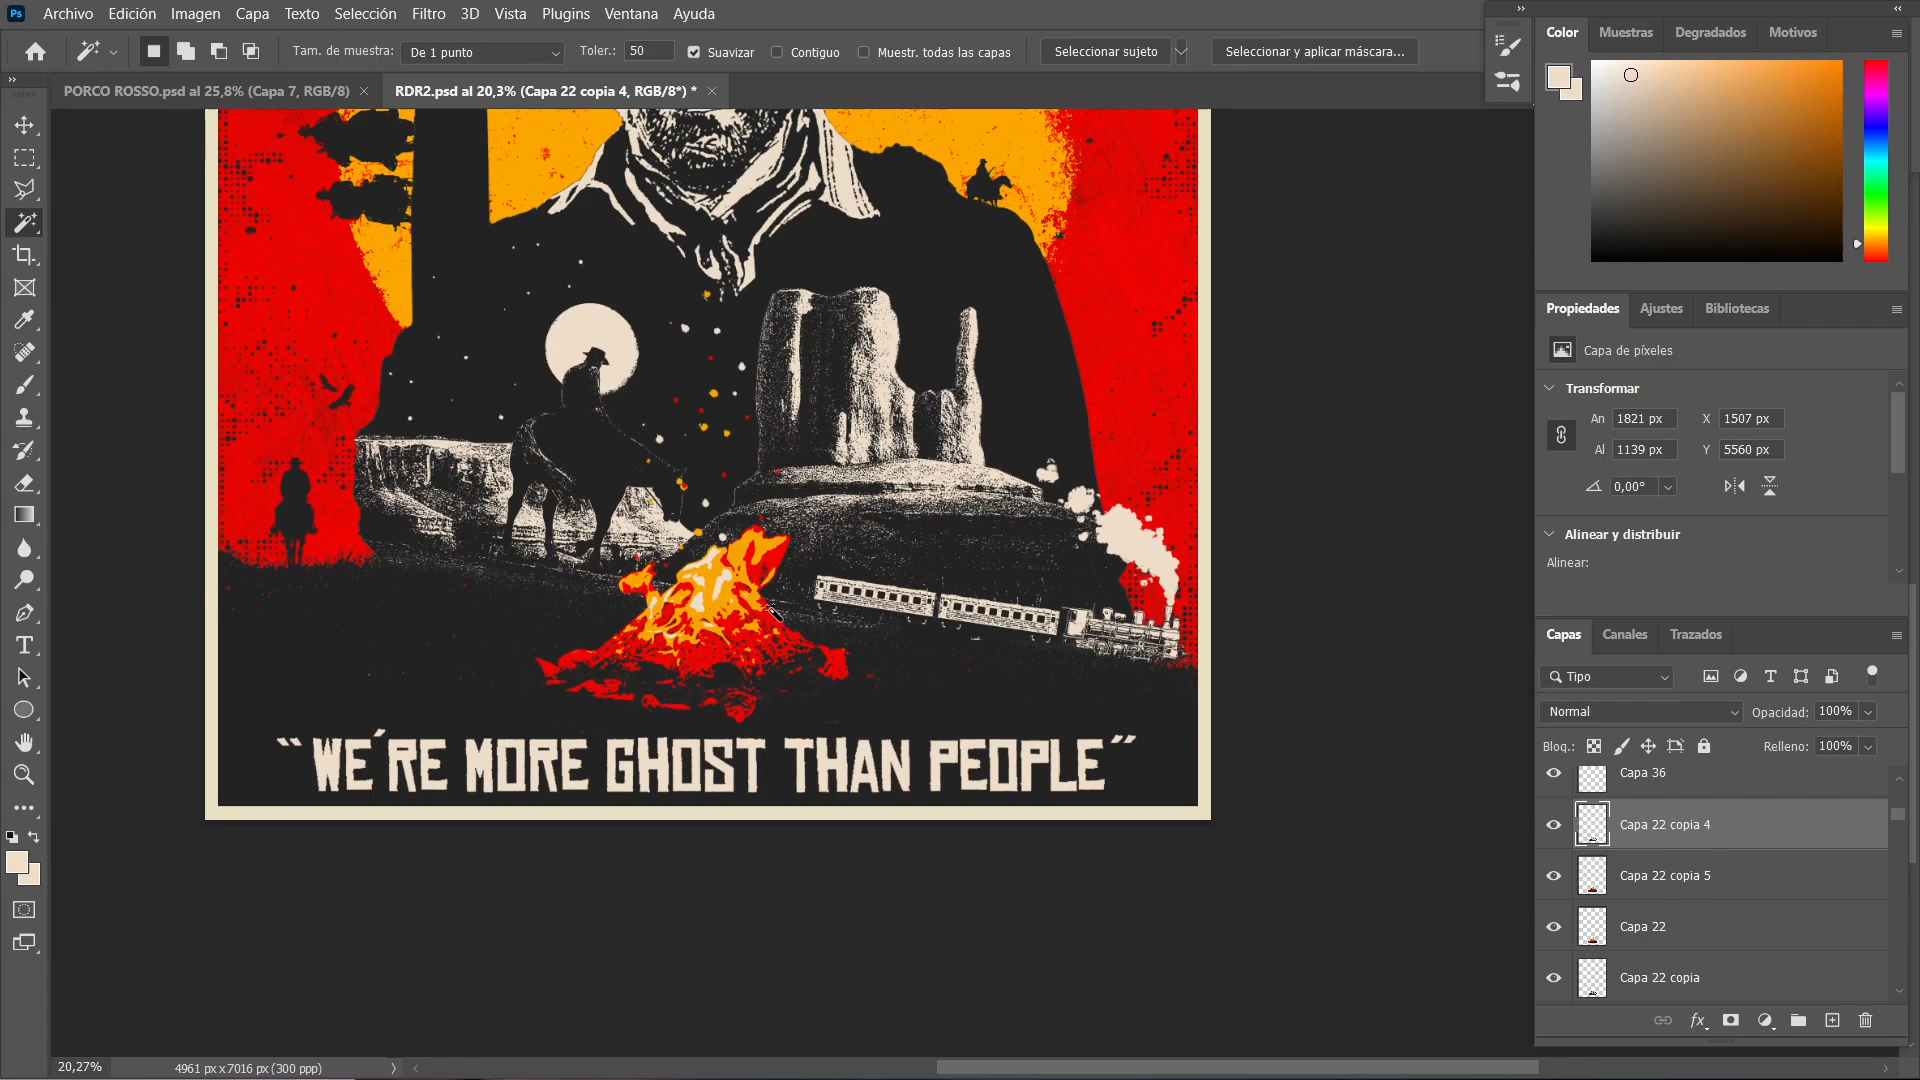 Ps Archivo Edición Imagen Capa Texto Selección Filtro 3D Vista Plugins Ventana Ayuda
Tam. de muestra: De 1 punto Toler.: 50 Suavizar Contiguo Muestr. todas las capas Seleccionar sujeto Seleccionar y aplicar máscara...
PORCO ROSSO.psd al 25,8% (Capa 7, RGB/8) × RDR2.psd al 20,3% (Capa 22 copia 4, RGB/8*) * ×
Color Muestras Degradados Motivos
Propiedades Ajustes Bibliotecas
Capa de píxeles
Transformar
An 1821 px X 1507 px
Al 1139 px Y 5560 px
0,00°
Alinear y distribuir
Alinear:
Capas Canales Trazados
Tipo
Normal Opacidad: 100%
Bloq.: Relleno: 100%
Capa 36
Capa 22 copia 4
Capa 22 copia 5
Capa 22
Capa 22 copia
"WE´RE MORE GHOST THAN PEOPLE"
20,27% 4961 px x 7016 px (300 ppp)